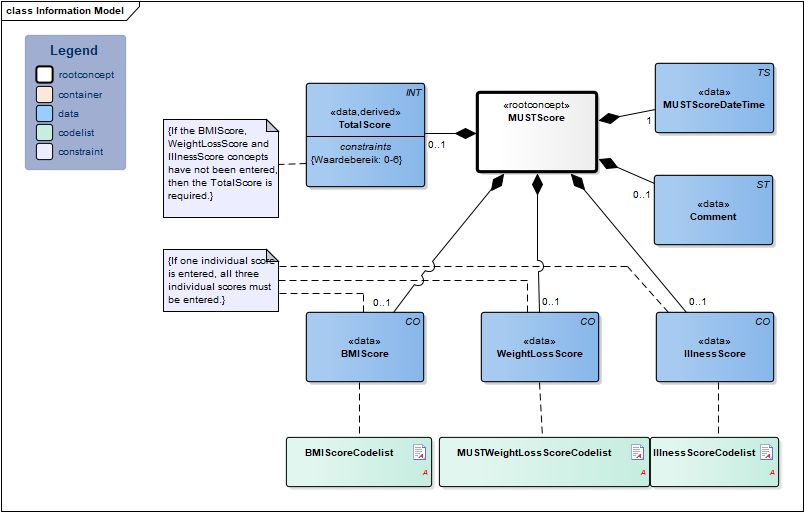 class Information Model
Legend
rootconcept
container
data
codelist
constraint
{If the BMIScore,
WeightLossScore and
IllnessScore concepts
have not been entered,
then the TotalScore is
required.}
INT
«data,derived»
TotalScore
constraints
{Waardebereik: 0-6}
0..1
«rootconcept»
MUSTScore
TS
«data»
MUSTScoreDateTime
1
ST
«data»
Comment
0..1
{If one individual score
is entered, all three
individual scores must
be entered.}
0..1
0..1
0..1
CO
«data»
BMIScore
CO
«data»
WeightLossScore
CO
«data»
IllnessScore
BMIScoreCodelist
A
MUSTWeightLossScoreCodelist
A
IllnessScoreCodelist
A